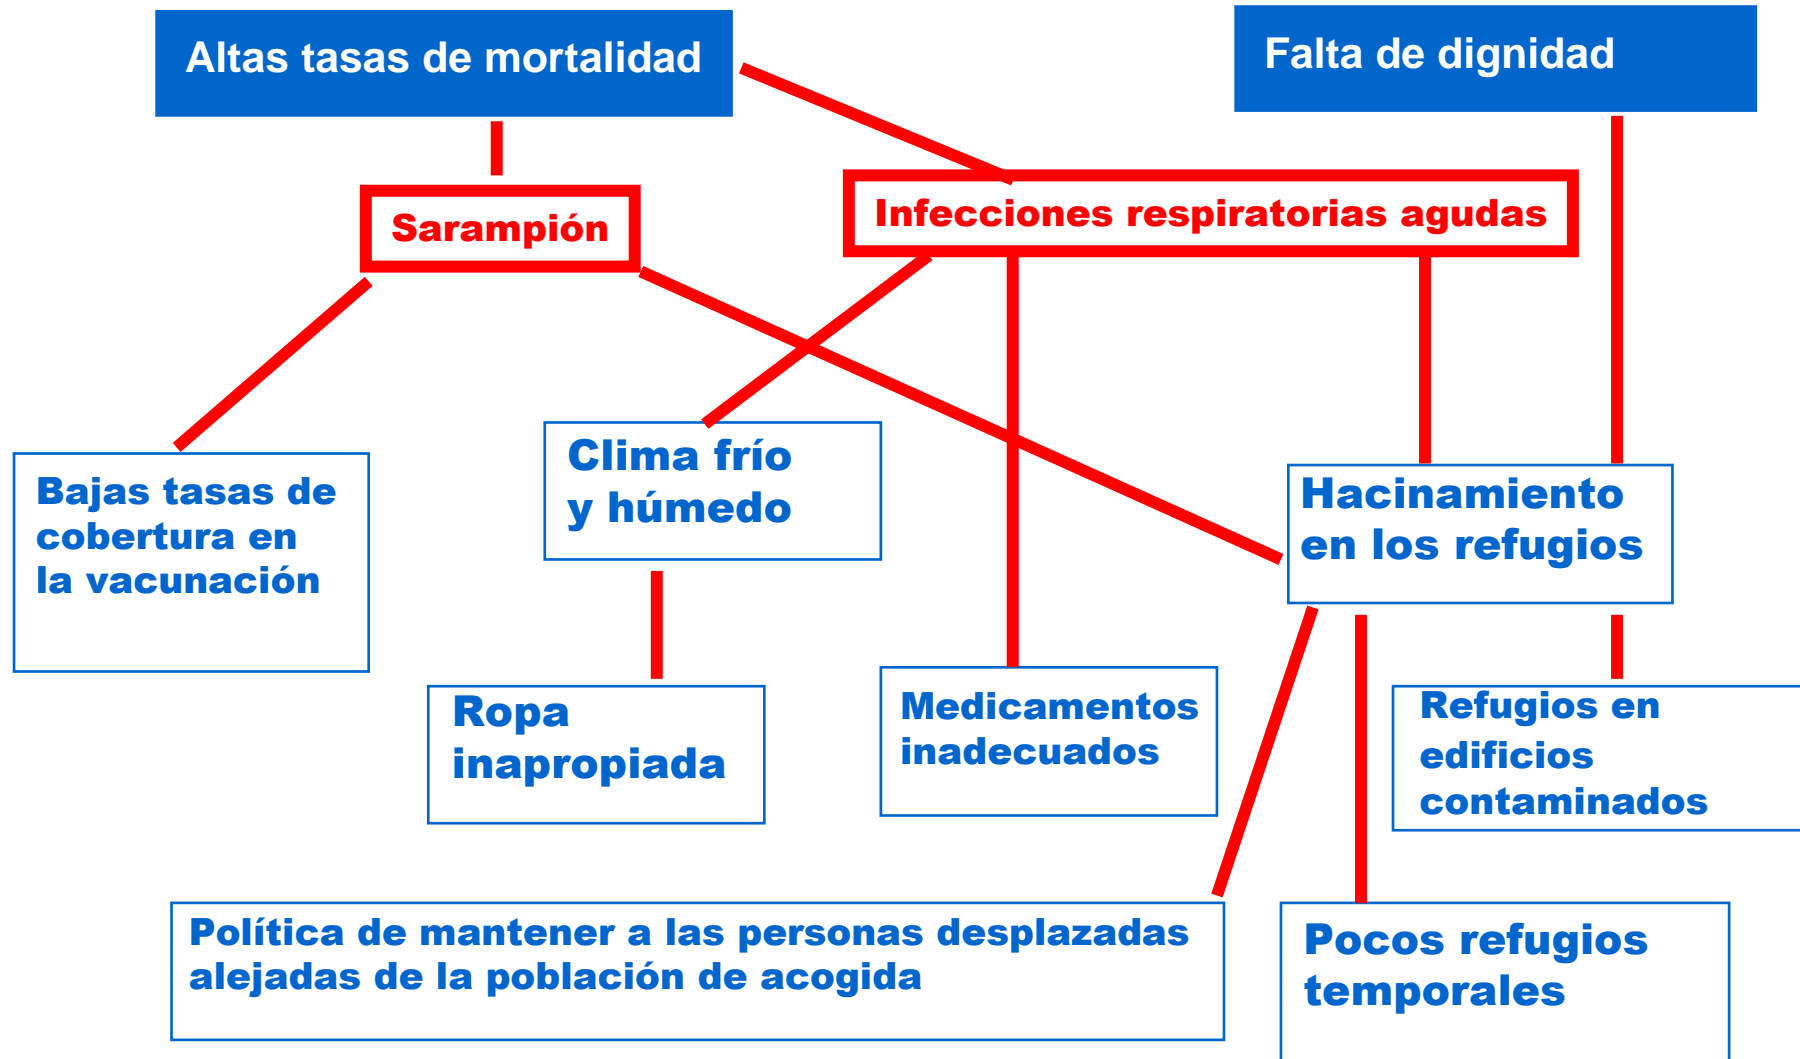 Altas tasas de mortalidad
Falta de dignidad
Sarampión
Infecciones respiratorias agudas
Bajas tasas de
cobertura en
la vacunación
Clima frío
y húmedo
Hacinamiento
en los refugios
Ropa
inapropiada
Medicamentos
inadecuados
Refugios en
edificios
contaminados
Política de mantener a las personas desplazadas
alejadas de la población de acogida
Pocos refugios
temporales